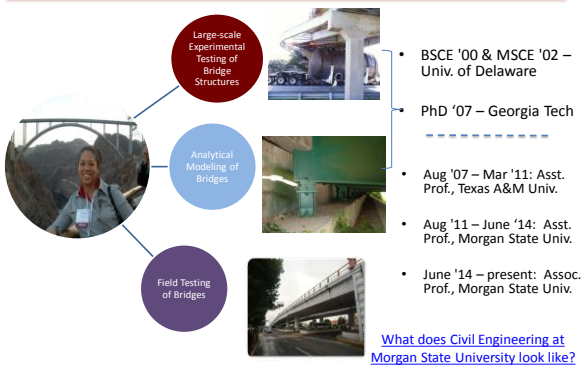 Large-scale
Experimental
Testing of
Bridge
Structures
Analytical
Modeling of
Bridges
Field Testing
of Bridges
• BSCE '00 & MSCE '02 –
Univ. of Delaware
• PhD ‘07 – Georgia Tech
• Aug '07 – Mar '11: Asst.
Prof., Texas A&M Univ.
• Aug '11 – June ‘14: Asst.
Prof., Morgan State Univ.
• June '14 – present: Assoc.
Prof., Morgan State Univ.
What does Civil Engineering at
Morgan State University look like?